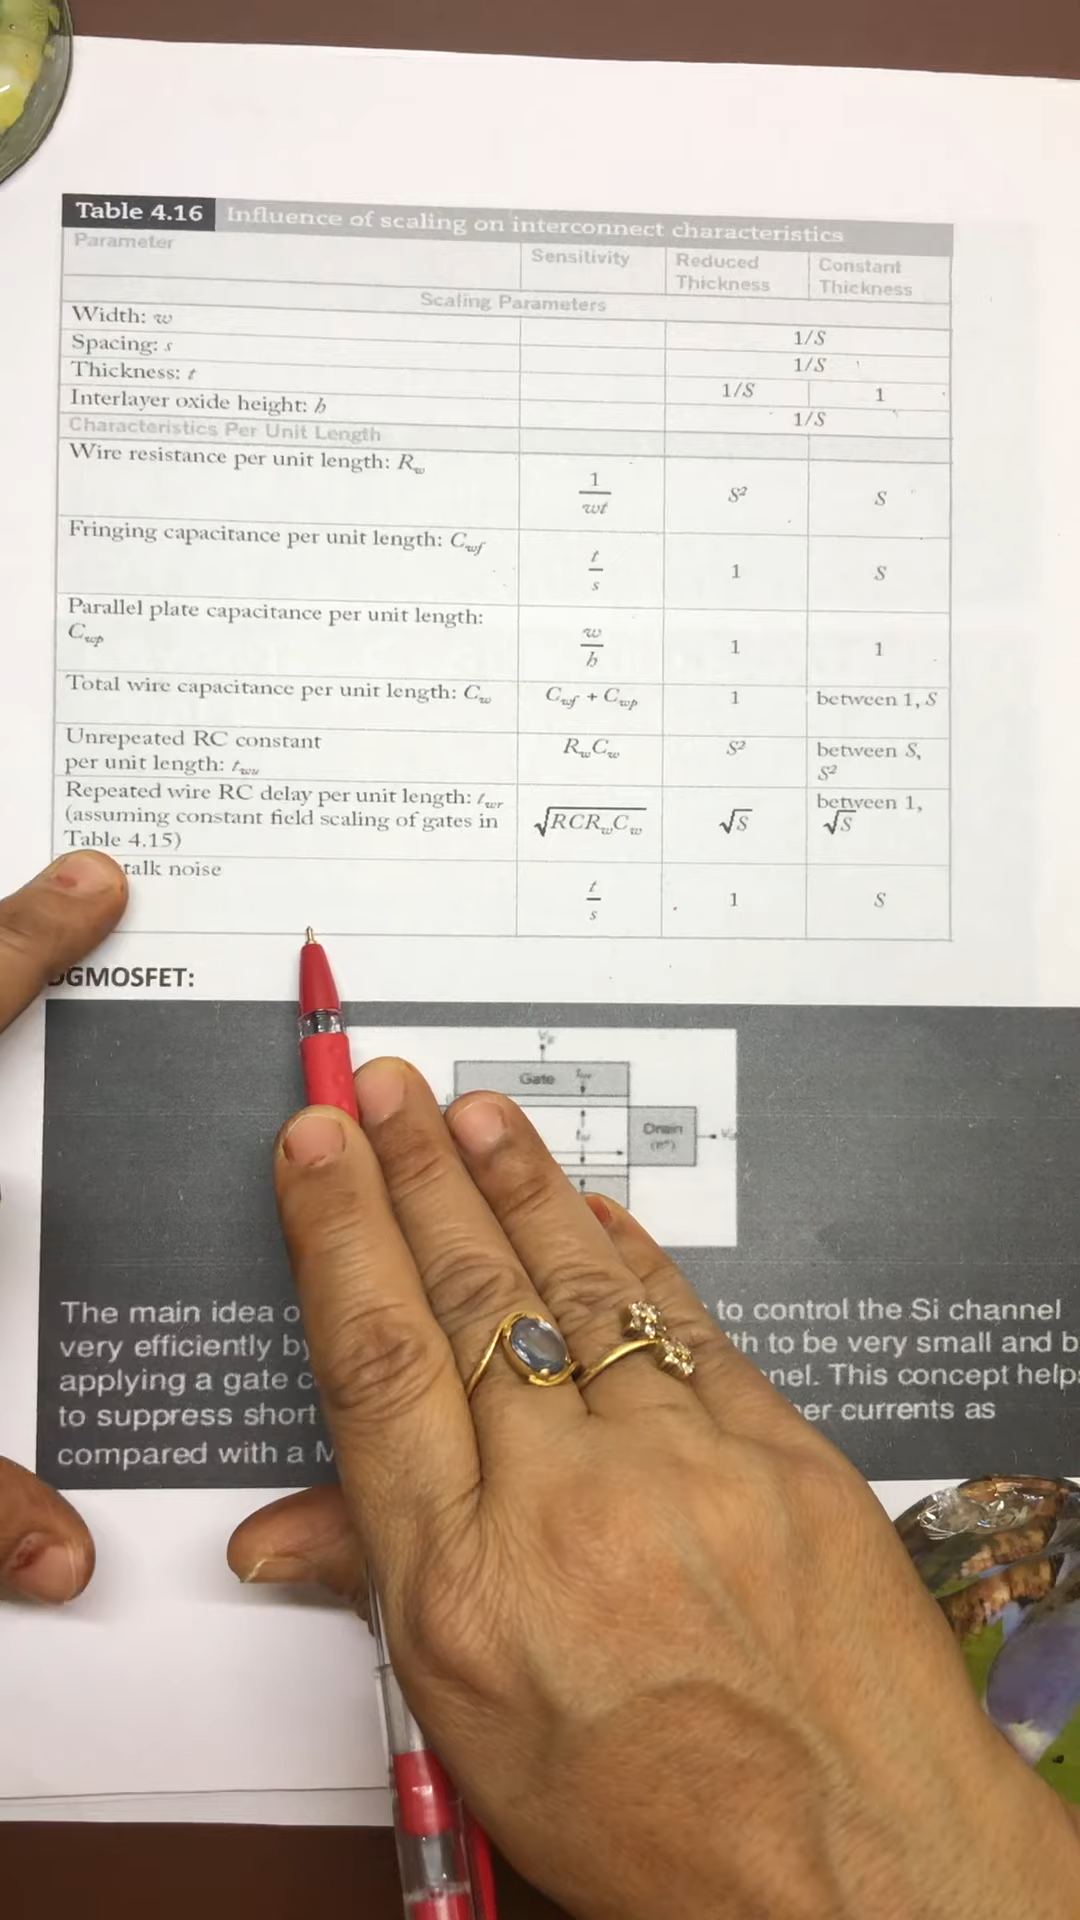 Table 4.16 Influence of scaling on interconnect characteristics
Parameter Sensitivity Reduced Thickness Constant Thickness
Scaling Parameters
Width: w 1/S
Spacing: s 1/S
Thickness: t 1/S 1
Interlayer oxide height: h 1/S
Characteristics Per Unit Length
Wire resistance per unit length: R_w 1/wt S² S
Fringing capacitance per unit length: C_wf t/s 1 S
Parallel plate capacitance per unit length:
C_wp w/h 1 1
Total wire capacitance per unit length: C_w C_wf + C_wp 1 between 1, S
Unrepeated RC constant
per unit length: t_wu R_wC_w S² between S, S²
Repeated wire RC delay per unit length: t_wr
(assuming constant field scaling of gates in
Table 4.15) √RCR_wC_w √S between 1, √S
talk noise t/s 1 S
GMOSFET:
Gate
Drain
(n⁺)
The main idea to control the Si channel
very efficiently to be very small and
applying a gate This concept
to suppress short currents as
compared with a